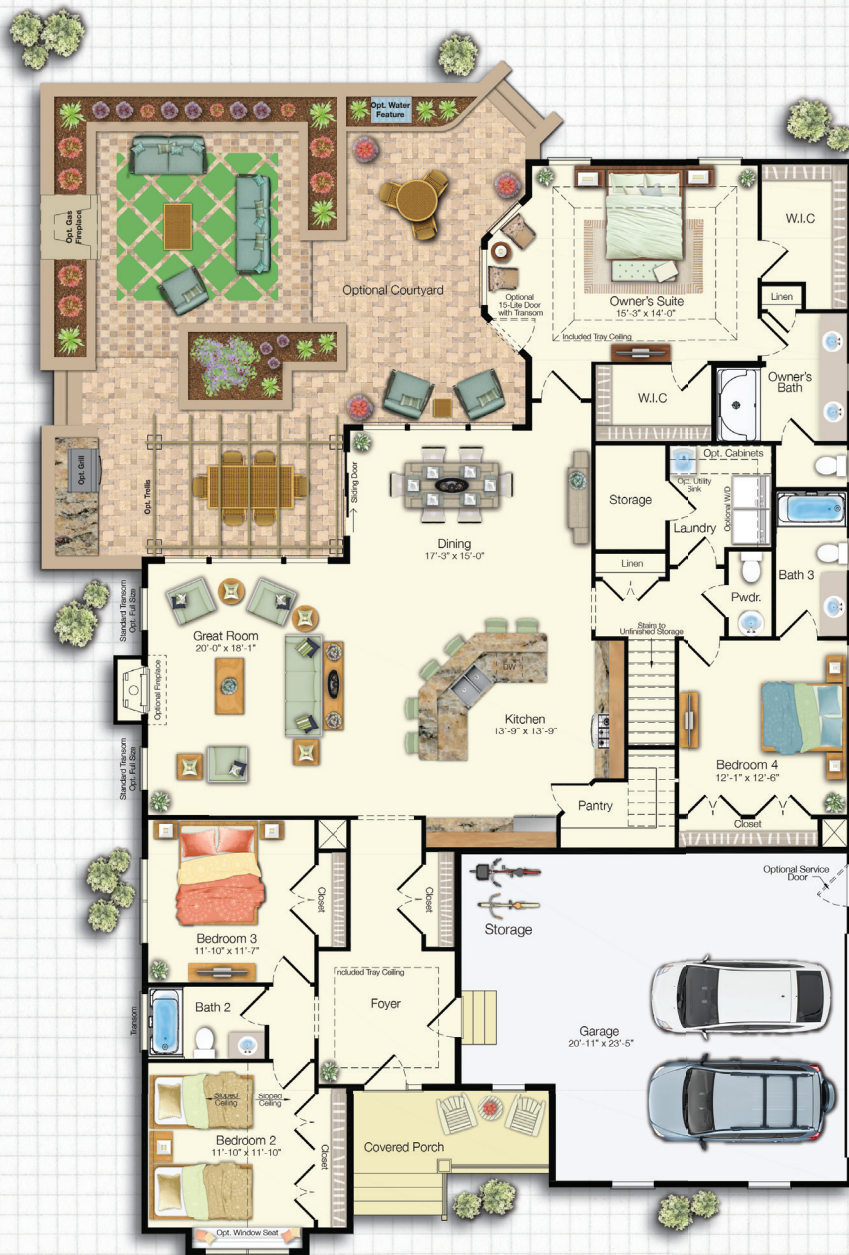 Opt. Water
Feature
Opt. Gas
Fireplace
Optional Courtyard
W.I.C
Linen
Optional
15-Lite Door
with Transom
Owner's Suite
15'-3" x 14'-0"
Included Tray Ceiling
Owner's
Bath
W.I.C
Opt. Grill
Opt. Trellis
Sliding Door
Dining
17'-3" x 15'-0"
Storage
Opt. Cabinets
Opt. Utility
Sink
Optional W/D
Laundry
Linen
Bath 3
Pwdr.
Stairs to
Unfinished Storage
Standard Transom
Opt. Full Size
Great Room
20'-0" x 18'-1"
Optional Fireplace
DW
Kitchen
13'-9" x 13'-9"
Standard Transom
Opt. Full Size
Bedroom 4
12'-1" x 12'-6"
Pantry
Closet
Optional Service
Door
Closet
Closet
Storage
Bedroom 3
11'-10" x 11'-7"
Included Tray Ceiling
Foyer
Transom
Bath 2
Garage
20'-11" x 23'-5"
Sloped
Ceiling
Sloped
Ceiling
Bedroom 2
11'-10" x 11'-10"
Closet
Covered Porch
Opt. Window Seat